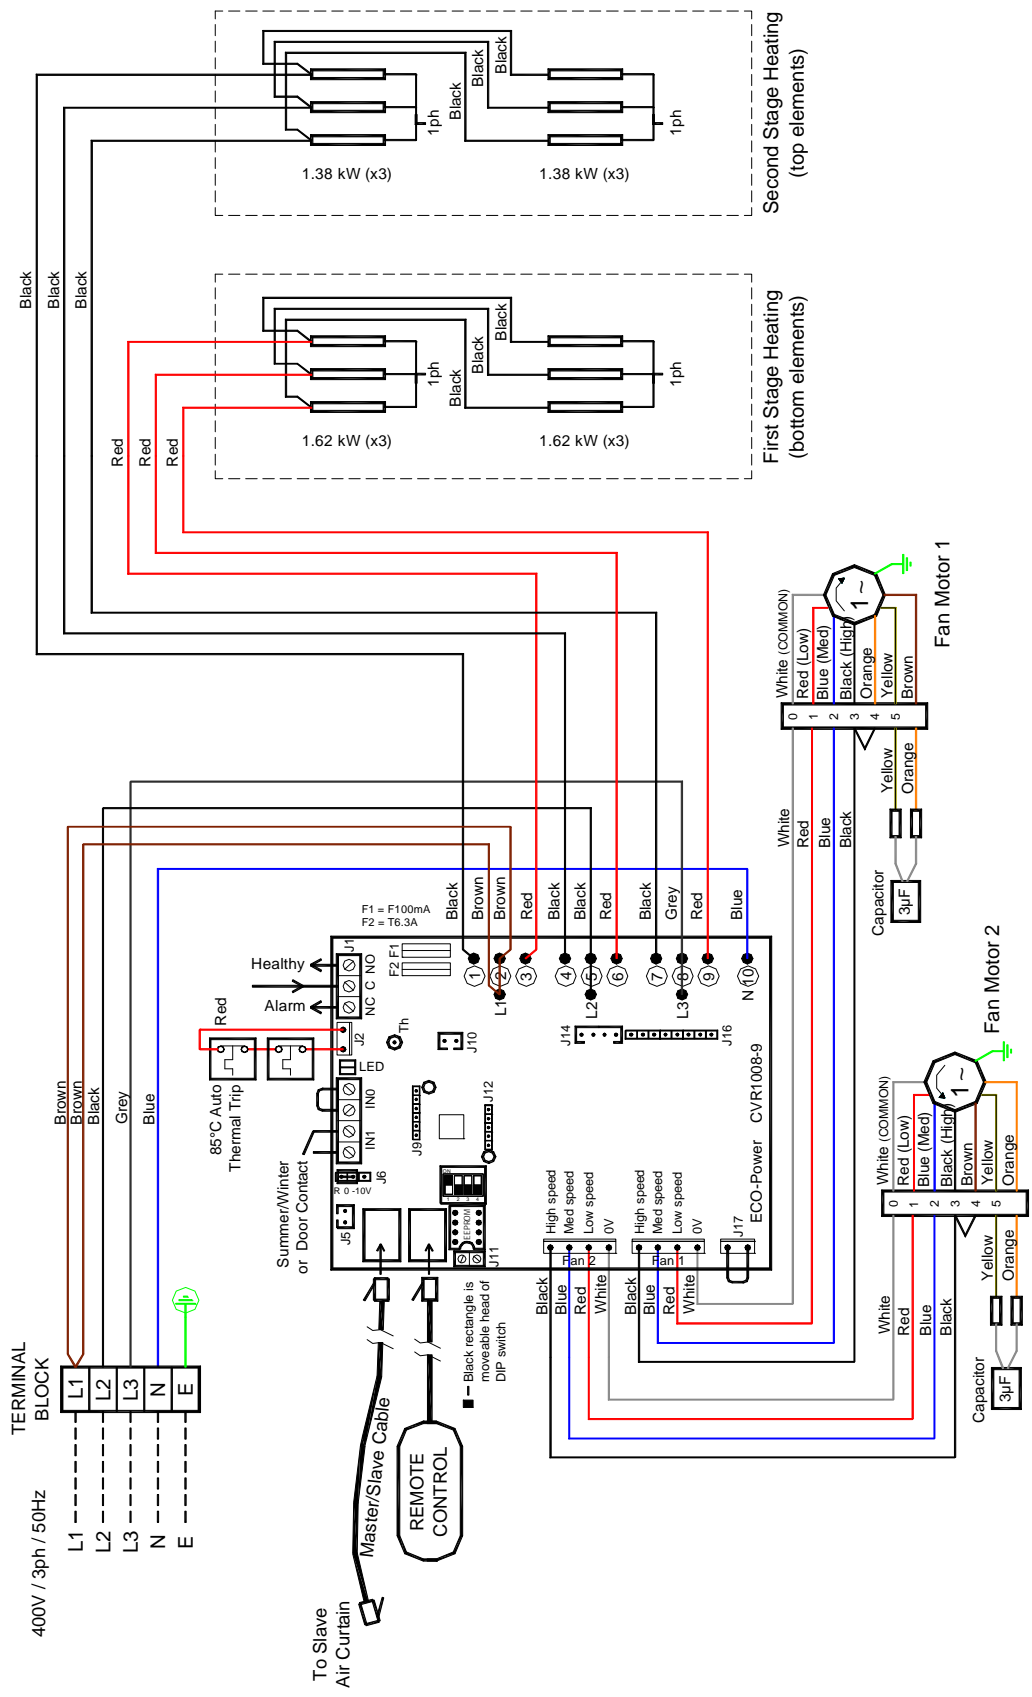 400V / 3ph / 50Hz
TERMINAL
BLOCK
L1
L2
L3
N
E
L1
L2
L3
N
E
Brown
Brown
Black
Grey
Blue
To Slave
Air Curtain
Master/Slave Cable
REMOTE
CONTROL
Black rectangle is
moveable head of
DIP switch
Summer/Winter
or Door Contact
85°C Auto
Thermal Trip
Red
Alarm
Healthy
F1 = F100mA
F2 = T6.3A
J1
NC
C
NO
F2
F1
J2
LED
IN0
IN1
J6
R 0 -10V
J5
Th
J10
J9
J12
ON
1 2 3 4
EEPROM
J11
J14
J16
J17
High speed
Med speed
Low speed
0V
Fan 2
High speed
Med speed
Low speed
0V
Fan 1
ECO-Power CVR1008-9
L1
L2
L3
1
2
3
4
5
6
7
8
9
N 10
Black
Brown
Brown
Red
Black
Black
Red
Black
Grey
Red
Blue
Black
Blue
Red
White
Black
Blue
Red
White
White
Red
Blue
Black
0
1
2
3
4
5
White (COMMON)
Red (Low)
Blue (Med)
Black (High)
Brown
Yellow
Orange
1 ~
Fan Motor 2
Yellow
Orange
Capacitor
3µF
White
Red
Blue
Black
0
1
2
3
4
5
White (COMMON)
Red (Low)
Blue (Med)
Black (High)
Orange
Yellow
Brown
1 ~
Fan Motor 1
Yellow
Orange
Capacitor
3µF
Red
Red
Red
Black
Black
Black
1.62 kW (x3)
1.62 kW (x3)
1ph
1ph
Black
Black
Black
First Stage Heating
(bottom elements)
1.38 kW (x3)
1.38 kW (x3)
1ph
1ph
Black
Black
Black
Second Stage Heating
(top elements)